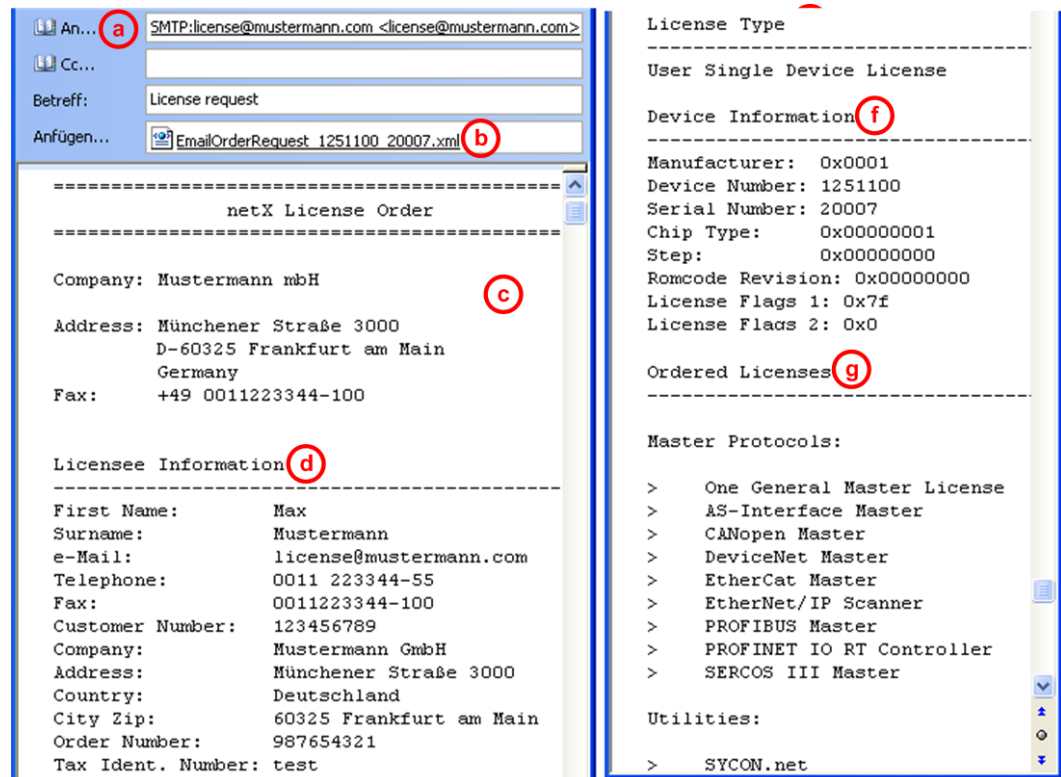 An... a SMTP:license@mustermann.com <license@mustermann.com>
Cc...
Betreff: License request
Anfügen... EmailOrderRequest_1251100_20007.xml b
==============================================
netX License Order
==============================================
Company: Mustermann mbH
c
Address: Münchener Straße 3000
D-60325 Frankfurt am Main
Germany
Fax: +49 0011223344-100
Licensee Information d
----------------------------------------------
First Name: Max
Surname: Mustermann
e-Mail: license@mustermann.com
Telephone: 0011 223344-55
Fax: 0011223344-100
Customer Number: 123456789
Company: Mustermann GmbH
Address: Münchener Straße 3000
Country: Deutschland
City Zip: 60325 Frankfurt am Main
Order Number: 987654321
Tax Ident. Number: test
License Type
----------------------------------
User Single Device License
Device Information f
----------------------------------
Manufacturer: 0x0001
Device Number: 1251100
Serial Number: 20007
Chip Type: 0x00000001
Step: 0x00000000
Romcode Revision: 0x00000000
License Flags 1: 0x7f
License Flags 2: 0x0
Ordered Licenses g
----------------------------------
Master Protocols:
> One General Master License
> AS-Interface Master
> CANopen Master
> DeviceNet Master
> EtherCat Master
> EtherNet/IP Scanner
> PROFIBUS Master
> PROFINET IO RT Controller
> SERCOS III Master
Utilities:
> SYCON.net